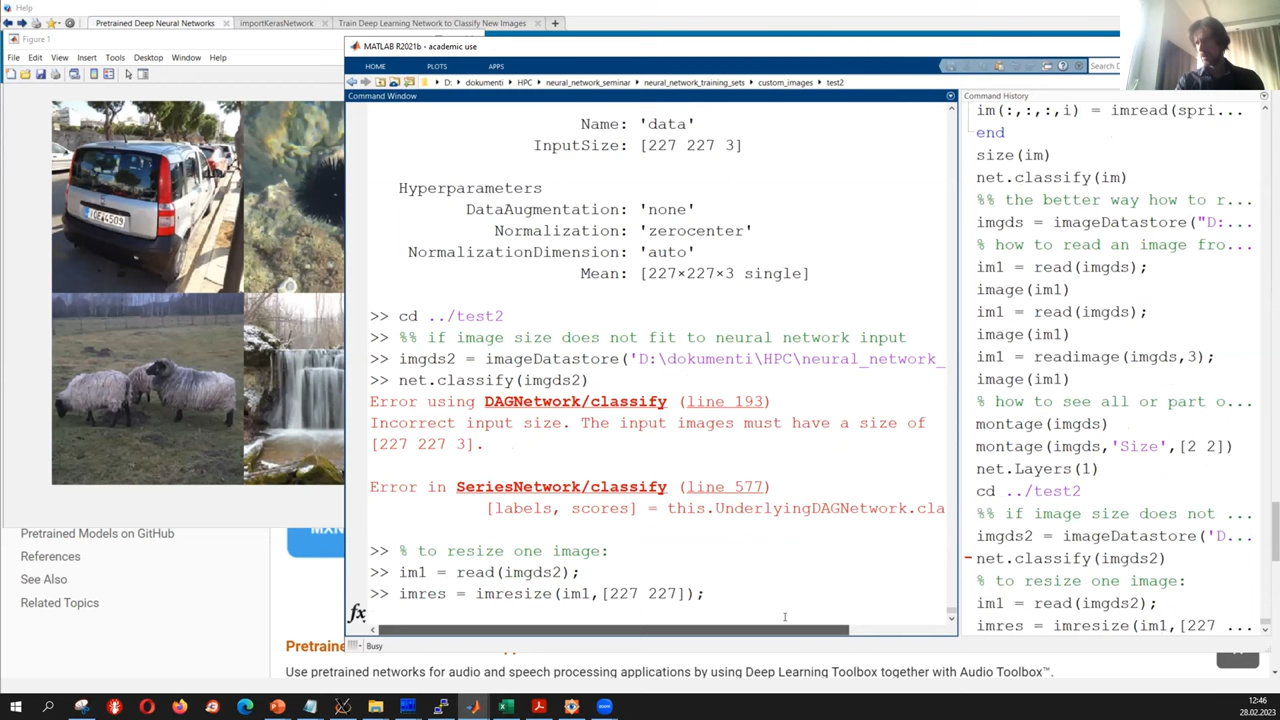 Help
Pretrained Deep Neural Networks
importKerasNetwork
Train Deep Learning Network to Classify New Images
Figure 1
File Edit View Insert Tools Desktop Window Help
MATLAB R2021b - academic use
HOME PLOTS APPS
Search Doc
D: dokumenti HPC neural_network_seminar neural_network_training_sets custom_images test2
Command Window
Name: 'data'
InputSize: [227 227 3]
Hyperparameters
DataAugmentation: 'none'
Normalization: 'zerocenter'
NormalizationDimension: 'auto'
Mean: [227×227×3 single]
>> cd ../test2
>> %% if image size does not fit to neural network input
>> imgds2 = imageDatastore('D:\dokumenti\HPC\neural_network_
>> net.classify(imgds2)
Error using DAGNetwork/classify (line 193)
Incorrect input size. The input images must have a size of
[227 227 3].
Error in SeriesNetwork/classify (line 577)
[labels, scores] = this.UnderlyingDAGNetwork.cla
>> % to resize one image:
>> im1 = read(imgds2);
>> imres = imresize(im1,[227 227]);
fx
Busy
Command History
im(:,:,:,i) = imread(spri...
end
size(im)
net.classify(im)
%% the better way how to r...
imgds = imageDatastore("D:...
% how to read an image fro...
im1 = read(imgds);
image(im1)
im1 = read(imgds);
image(im1)
im1 = readimage(imgds,3);
image(im1)
% how to see all or part o...
montage(imgds)
montage(imgds,'Size',[2 2])
net.Layers(1)
cd ../test2
%% if image size does not ...
imgds2 = imageDatastore('D...
net.classify(imgds2)
% to resize one image:
im1 = read(imgds2);
imres = imresize(im1,[227 ...
Pretrained Models on GitHub
References
See Also
Related Topics
MXN
Use pretrained networks for audio and speech processing applications by using Deep Learning Toolbox together with Audio Toolbox™.
12:46
28.02.2023